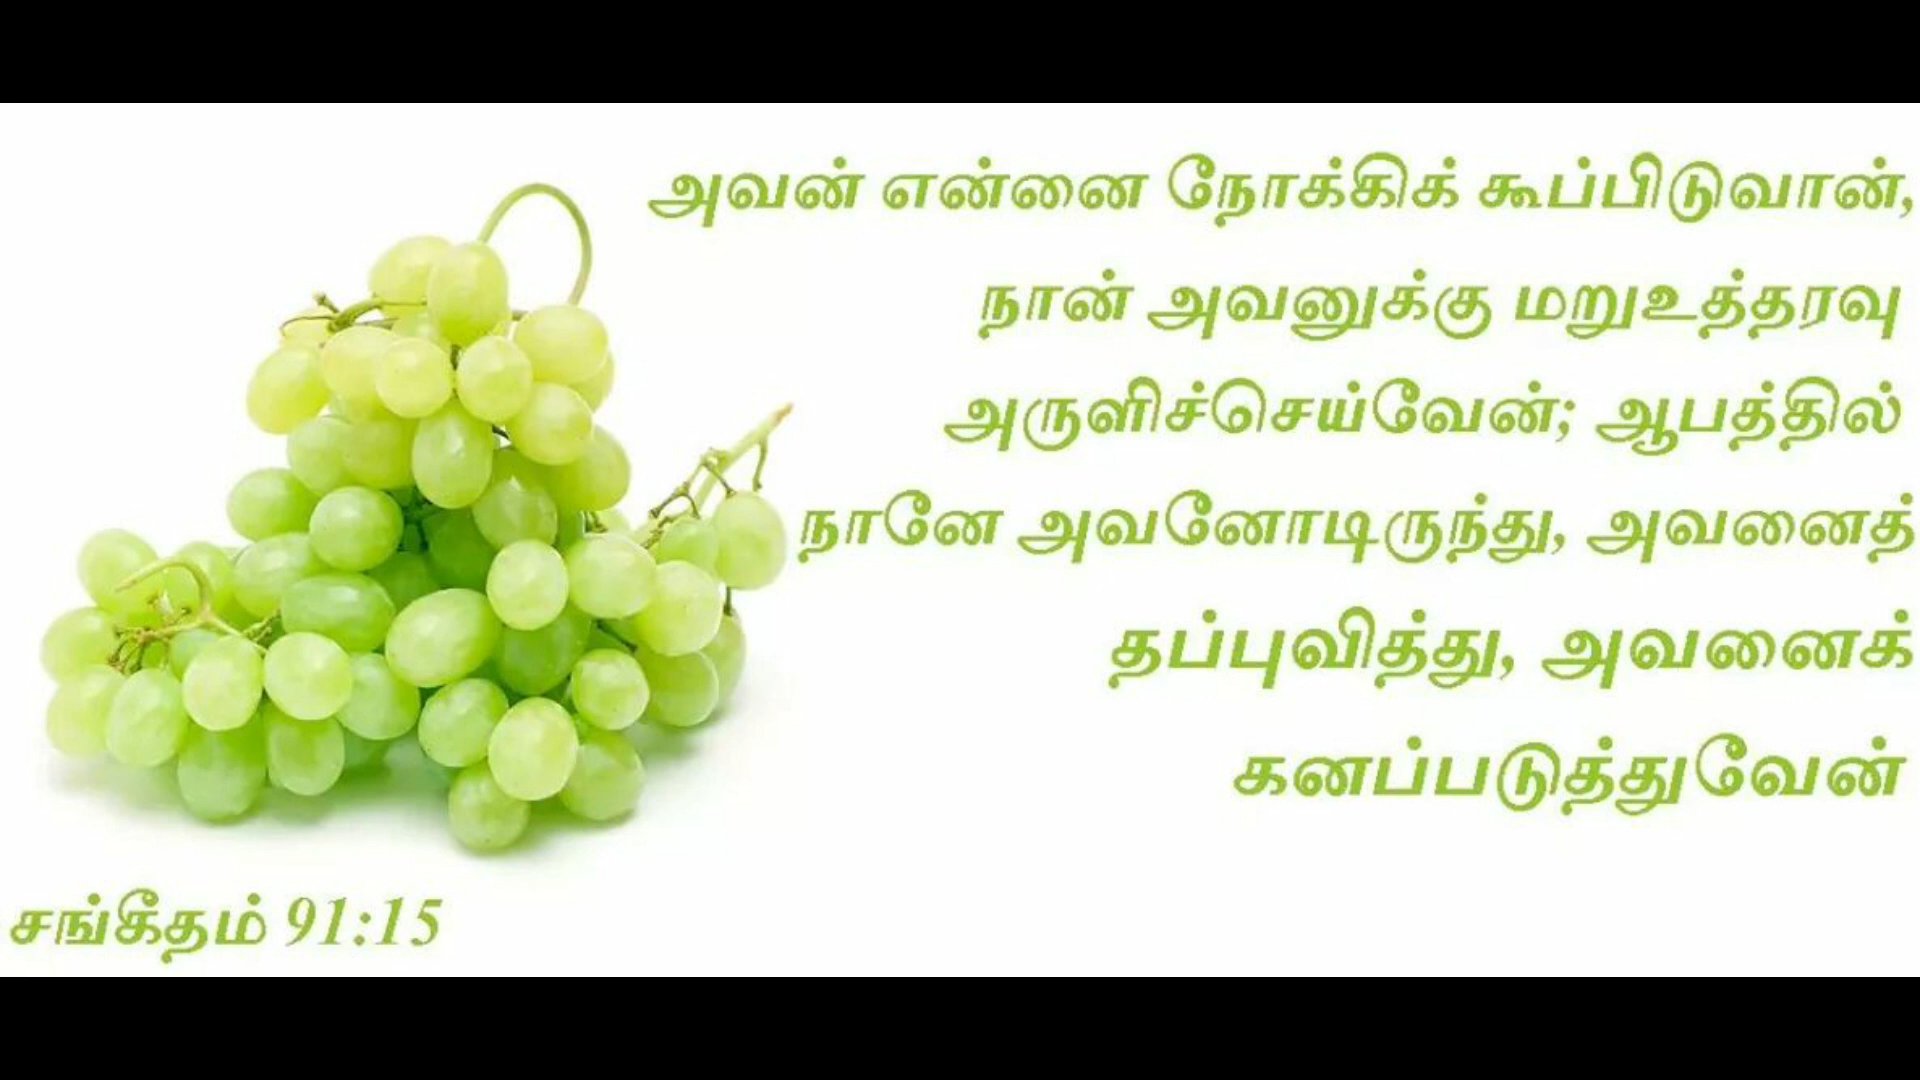 அவன் என்னை நோக்கிக் கூப்பிடுவான்,
நான் அவனுக்கு மறுஉத்தரவு
அருளிச்செய்வேன்; ஆபத்தில்
நானே அவனோடிருந்து, அவனைத்
தப்புவித்து, அவனைக்
கனப்படுத்துவேன்
சங்கீதம் 91:15